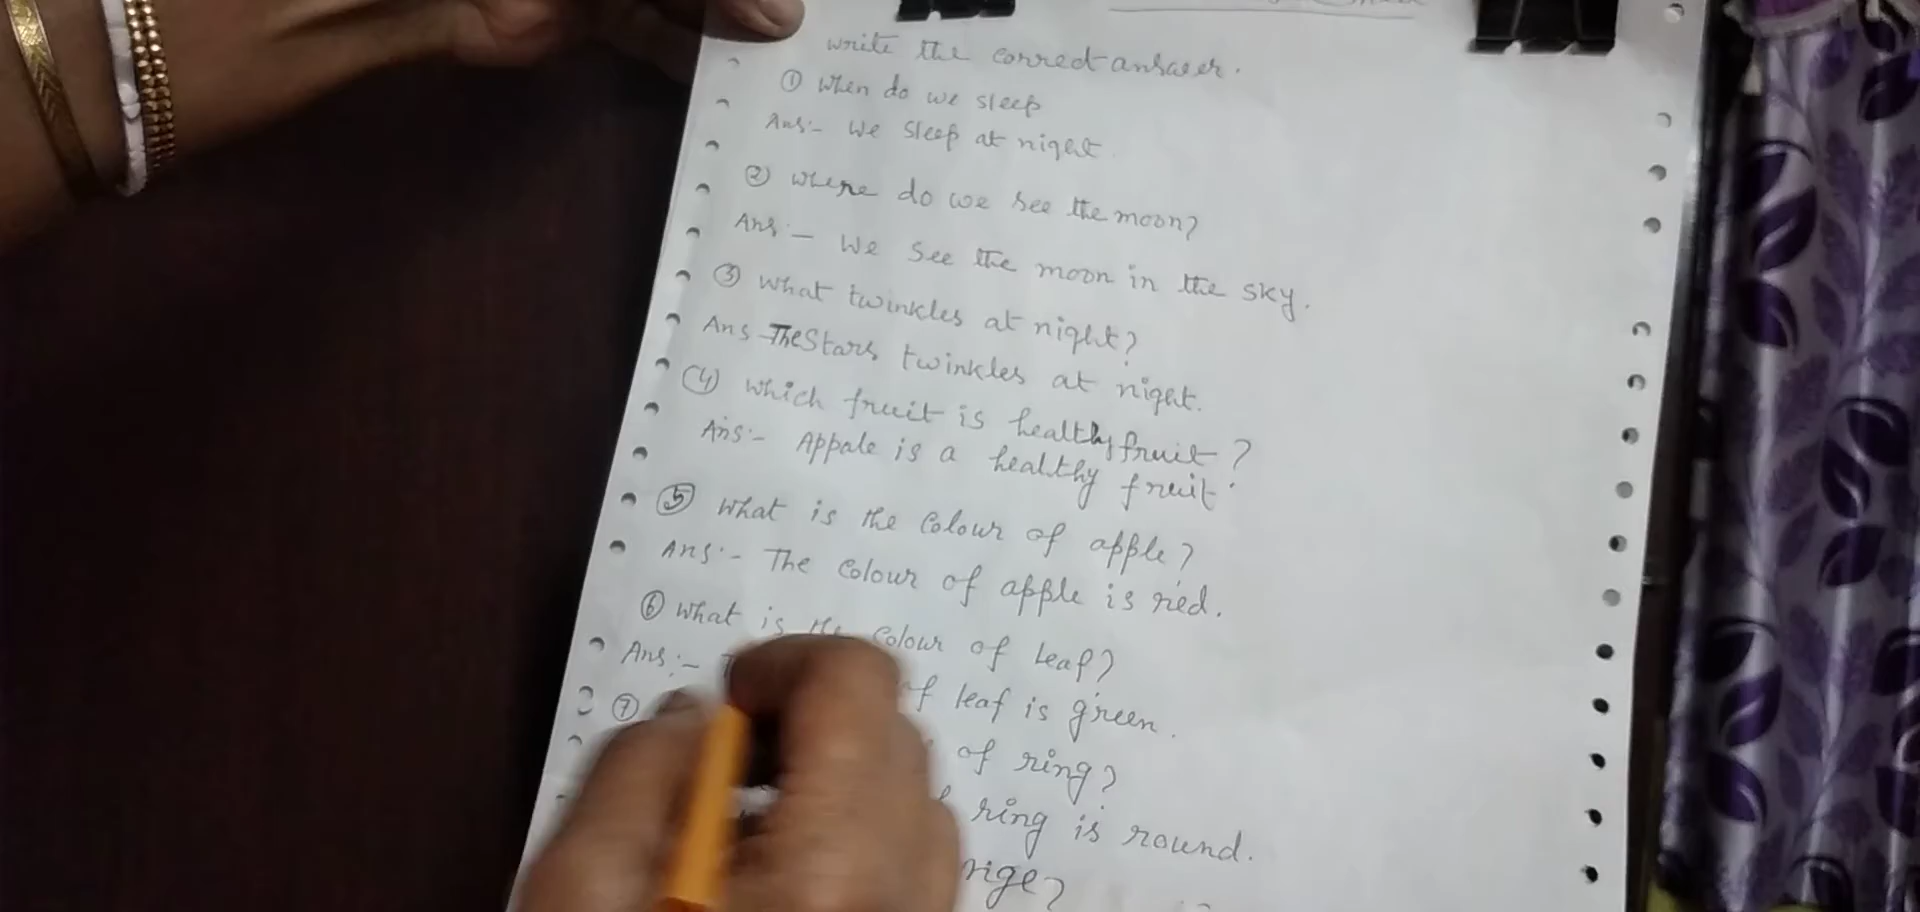 write the correct answer.
① When do we sleep
Ans:- We sleep at night
② Where do we see the moon?
Ans:- We see the moon in the sky.
③ What twinkles at night?
Ans The Stars twinkles at night.
(4) which fruit is healthy fruit?
Ans:- Appale is a healthy fruit.
⑤ What is the Colour of apple?
Ans:- The Colour of apple is red.
⑥ What is the Colour of leaf?
Ans:- of leaf is green.
⑦ of ring?
ring is round.